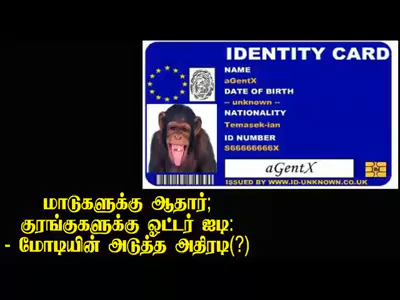 IDENTITY CARD
NAME
aGentX
DATE OF BIRTH
-- unknown --
NATIONALITY
Temasek-ian
ID NUMBER
S66666666X
aGentX
ISSUED BY WWW.ID-UNKNOWN.CO.UK
மாடுகளுக்கு ஆதார்;
குரங்குகளுக்கு ஓட்டர் ஐடி:
- மோடியின் அடுத்த அதிரடி(?)